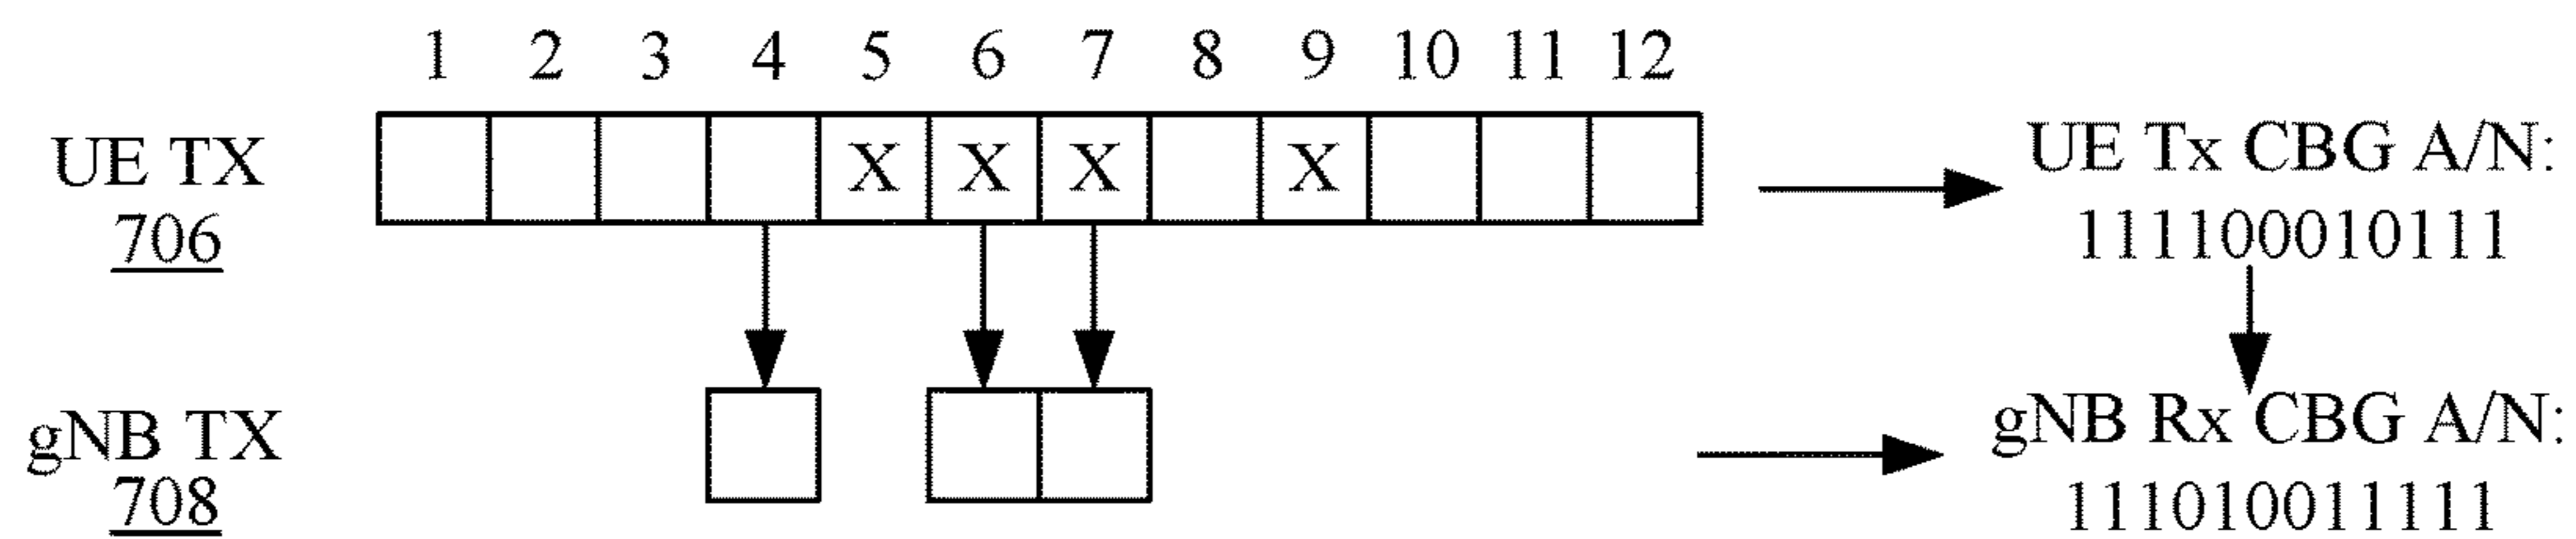 1 2 3 4 5 6 7 8 9 10 11 12
UE TX
706
X X X X
UE Tx CBG A/N:
111100010111
gNB TX
708
gNB Rx CBG A/N:
111010011111